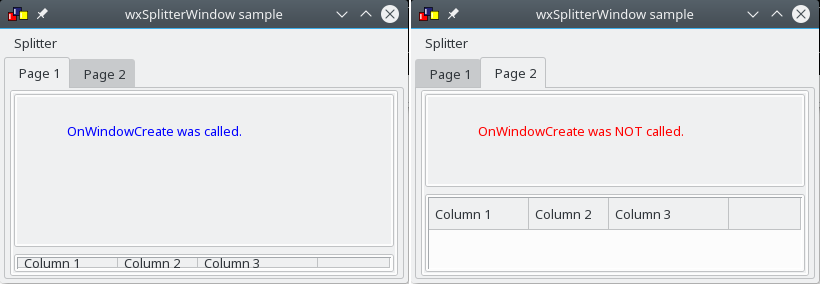 wxSplitterWindow sample
Splitter
Page 1 Page 2
OnWindowCreate was called.
Column 1 Column 2 Column 3
wxSplitterWindow sample
Splitter
Page 1 Page 2
OnWindowCreate was NOT called.
Column 1 Column 2 Column 3